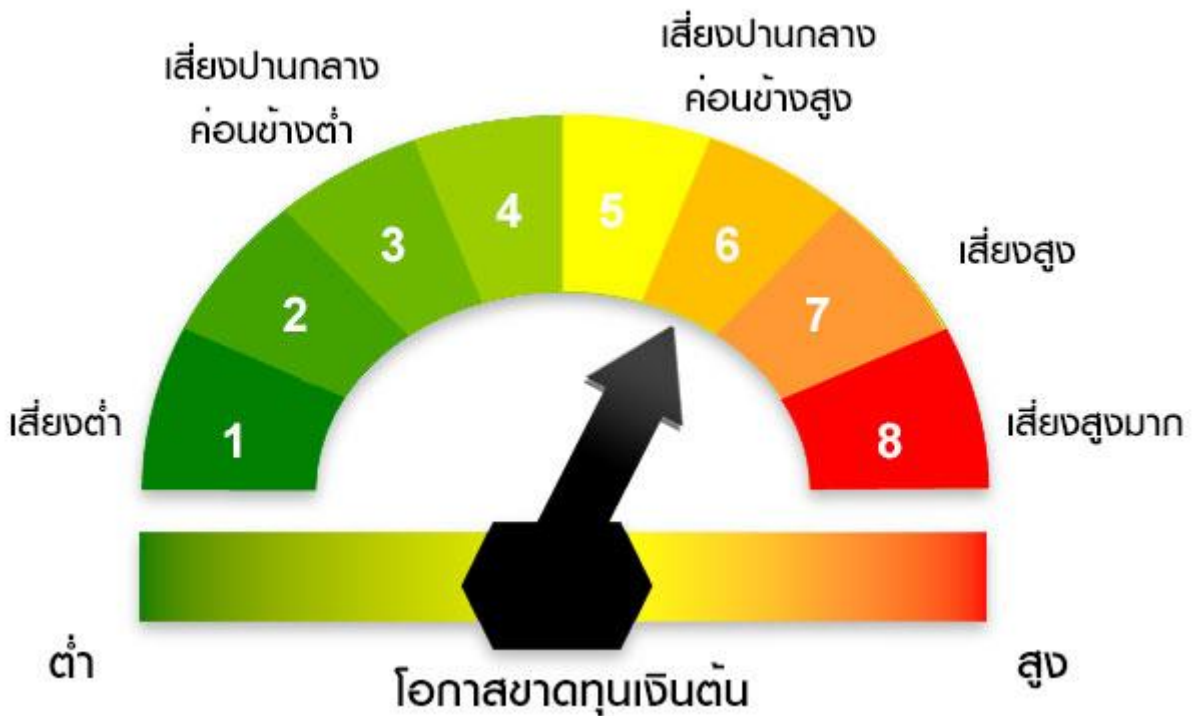 เสี่ยงปานกลาง
ค่อนข้างต่ำ
เสี่ยงปานกลาง
ค่อนข้างสูง
เสี่ยงสูง
เสี่ยงต่ำ
เสี่ยงสูงมาก
1
2
3
4
5
6
7
8
ต่ำ
โอกาสขาดทุนเงินต้น
สูง